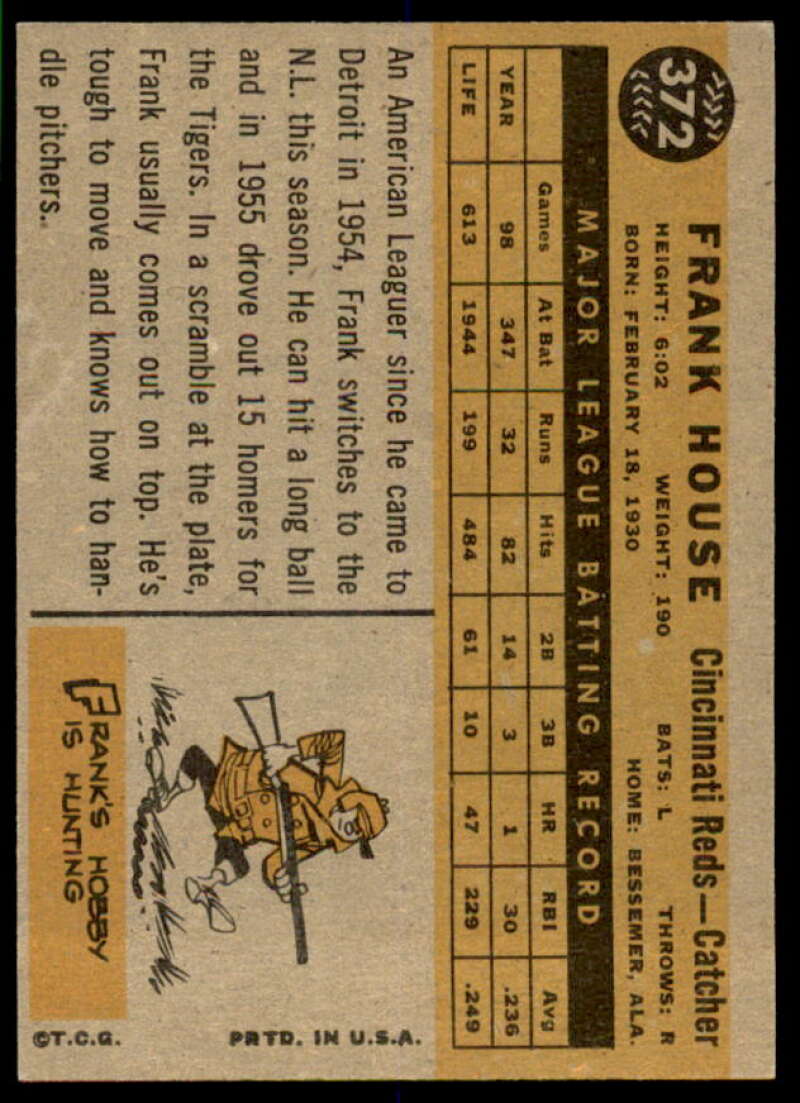 372
FRANK HOUSE Cincinnati Reds—Catcher
HEIGHT: 6:02 WEIGHT: 190 BATS: L THROWS: R
BORN: FEBRUARY 18, 1930 HOME: BESSEMER, ALA.
MAJOR LEAGUE BATTING RECORD
Games At Bat Runs Hits 2B 3B HR RBI Avg
YEAR 98 347 32 82 14 3 1 30 .236
LIFE 613 1944 199 484 61 10 47 229 .249
An American Leaguer since he came to
Detroit in 1954, Frank switches to the
N.L. this season. He can hit a long ball
and in 1955 drove out 15 homers for
the Tigers. In a scramble at the plate,
Frank usually comes out on top. He's
tough to move and knows how to han-
dle pitchers.
FRANK'S HOBBY
IS HUNTING
©T.C.G. PRTD. IN U.S.A.